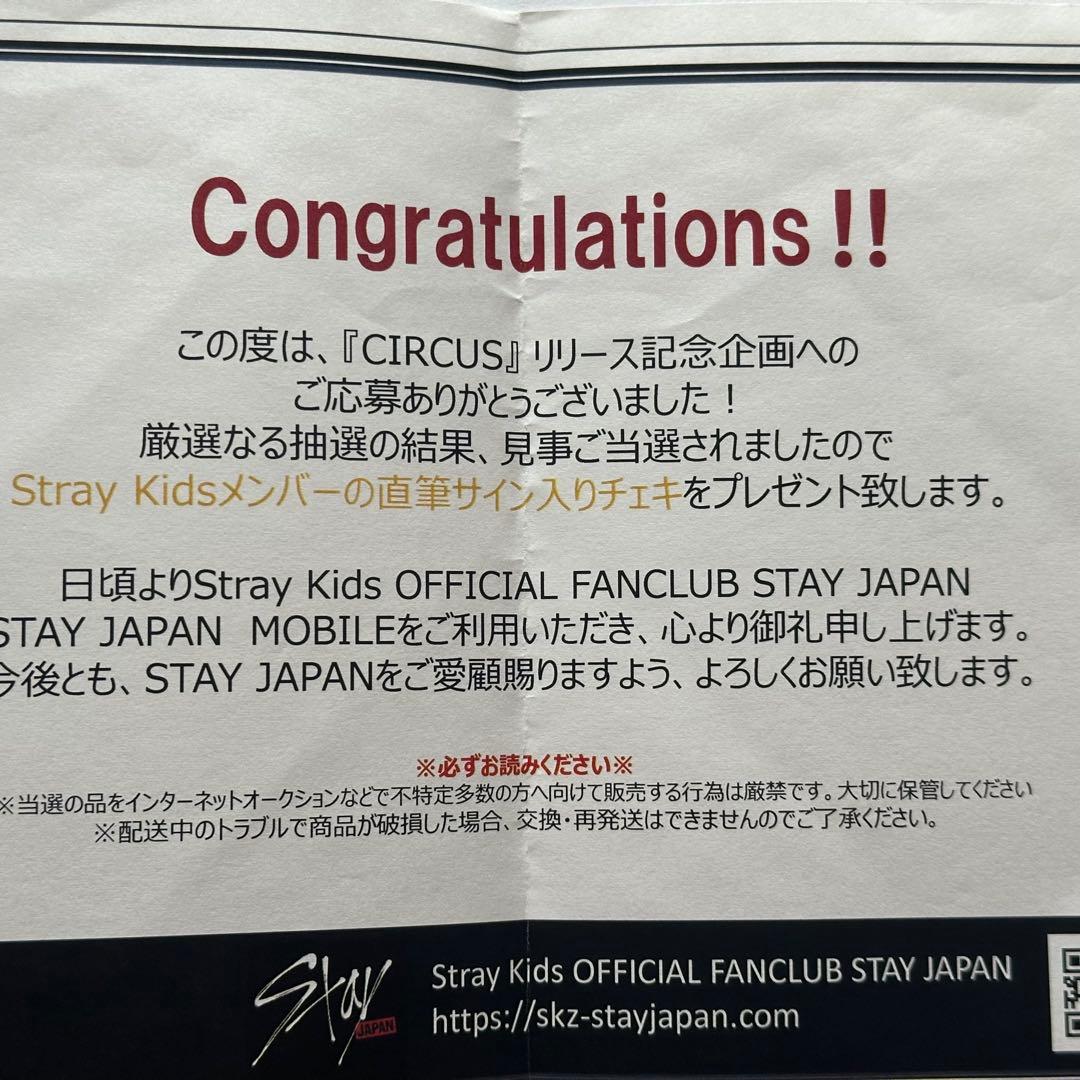 Congratulations!!
この度は、『CIRCUS』リリース記念企画への
ご応募ありがとうございました！
厳選なる抽選の結果、見事ご当選されましたので
Stray Kidsメンバーの直筆サイン入りチェキをプレゼント致します。
日頃よりStray Kids OFFICIAL FANCLUB STAY JAPAN
STAY JAPAN MOBILEをご利用いただき、心より御礼申し上げます。
今後とも、STAY JAPANをご愛顧賜りますよう、よろしくお願い致します。
※必ずお読みください※
※当選の品をインターネットオークションなどで不特定多数の方へ向けて販売する行為は厳禁です。大切に保管してください
※配送中のトラブルで商品が破損した場合、交換・再発送はできませんのでご了承ください。
Stay JAPAN
Stray Kids OFFICIAL FANCLUB STAY JAPAN
https://skz-stayjapan.com